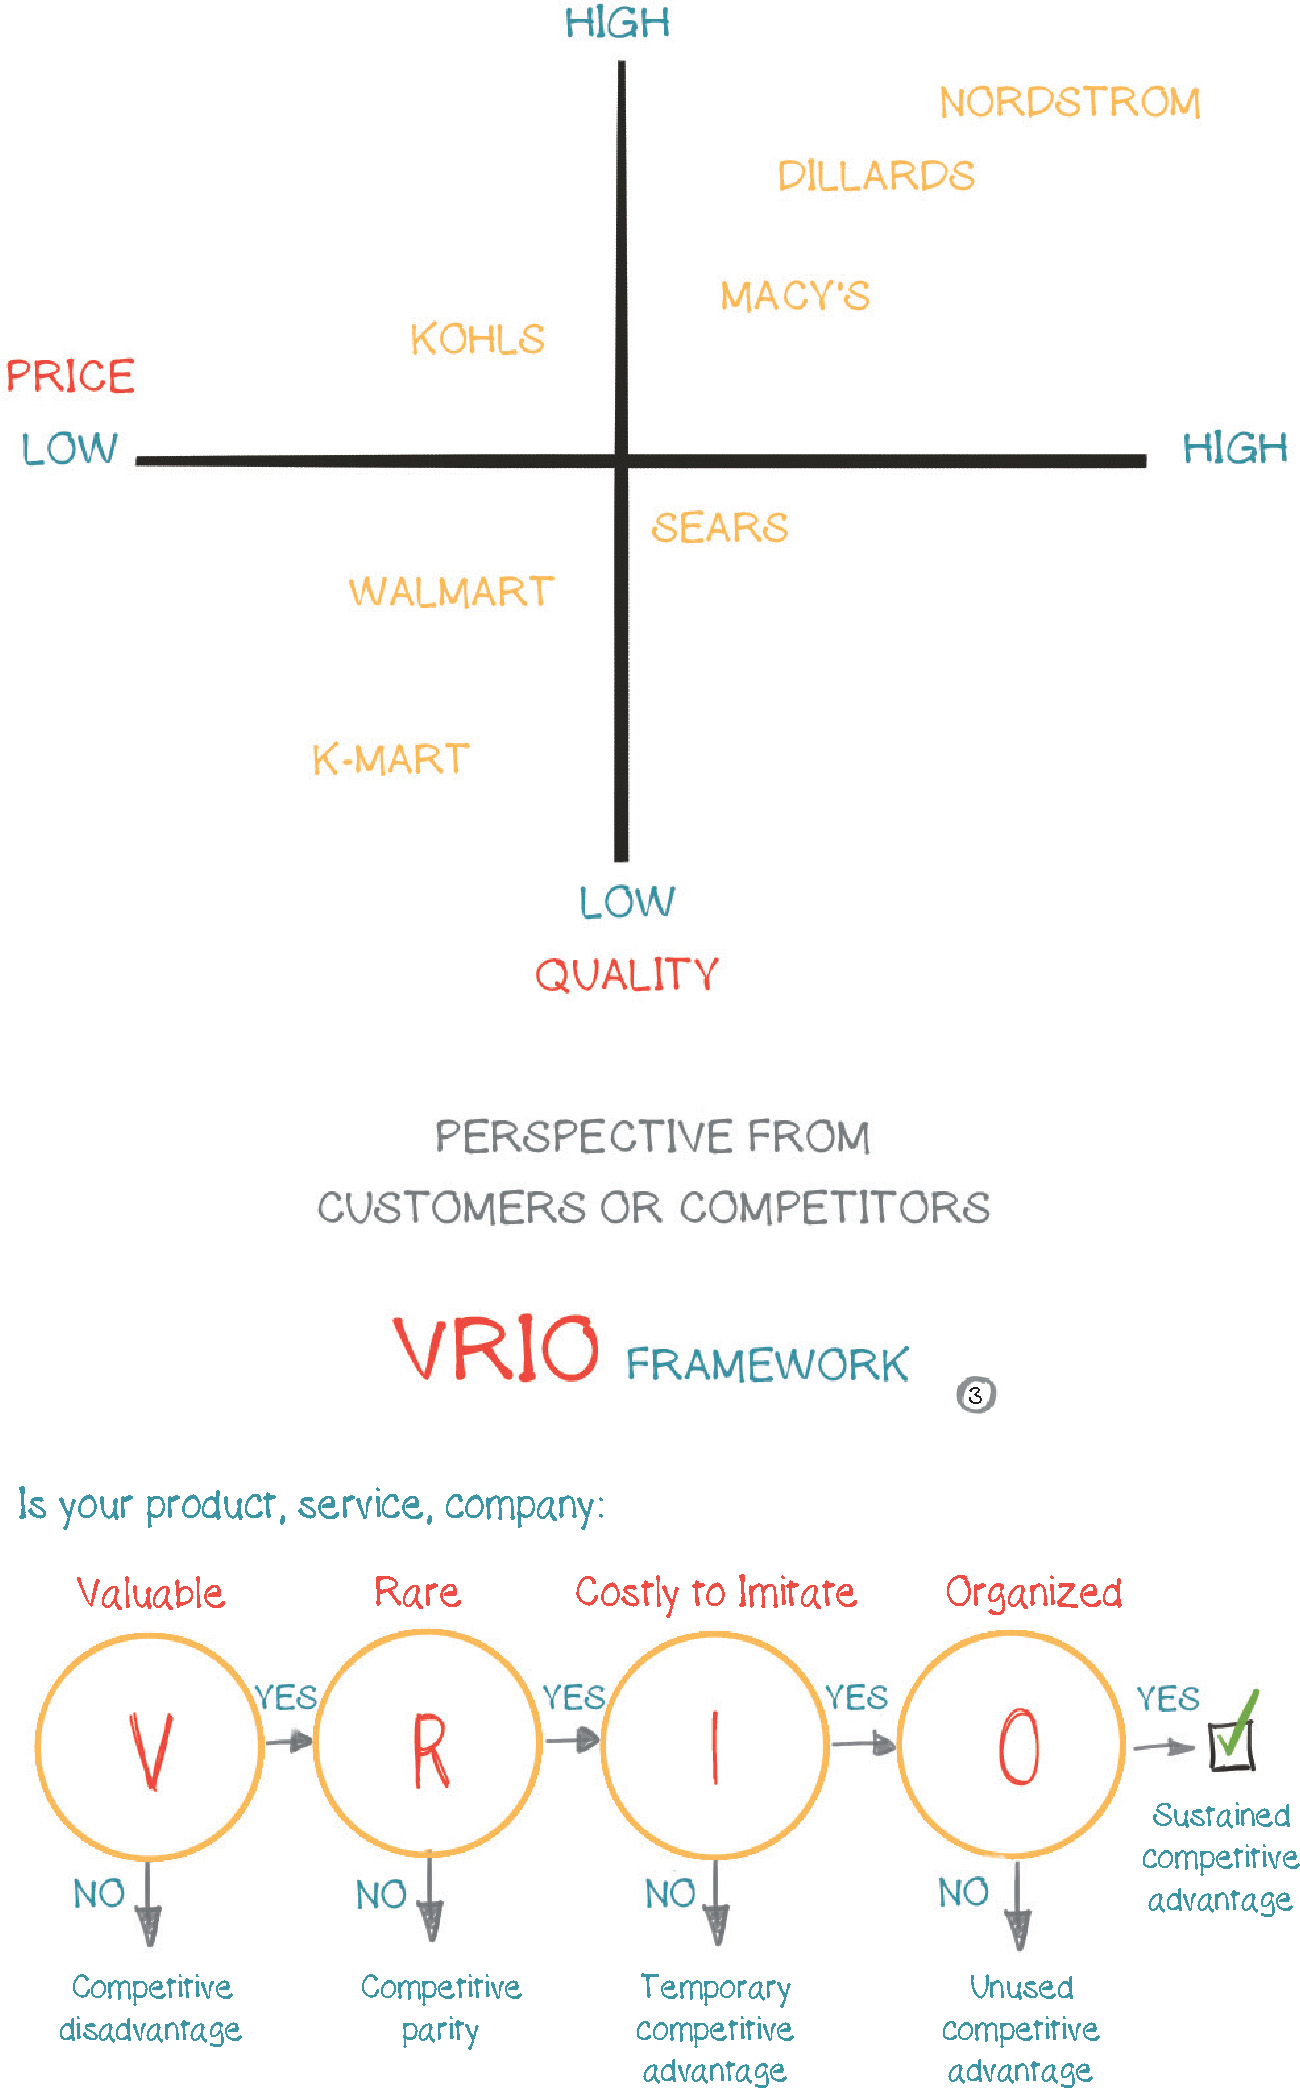 HIGH
NORDSTROM
DILLARDS
MACY'S
KOHLS
PRICE
LOW
HIGH
SEARS
WALMART
K-MART
LOW
QUALITY
PERSPECTIVE FROM
CUSTOMERS OR COMPETITORS
VRIO FRAMEWORK
3
Is your product, service, company:
Valuable Rare Costly to Imitate Organized
YES YES YES YES
V R I O
Sustained
competitive
advantage
NO NO NO NO
Competitive
disadvantage
Competitive
parity
Temporary
competitive
advantage
Unused
competitive
advantage